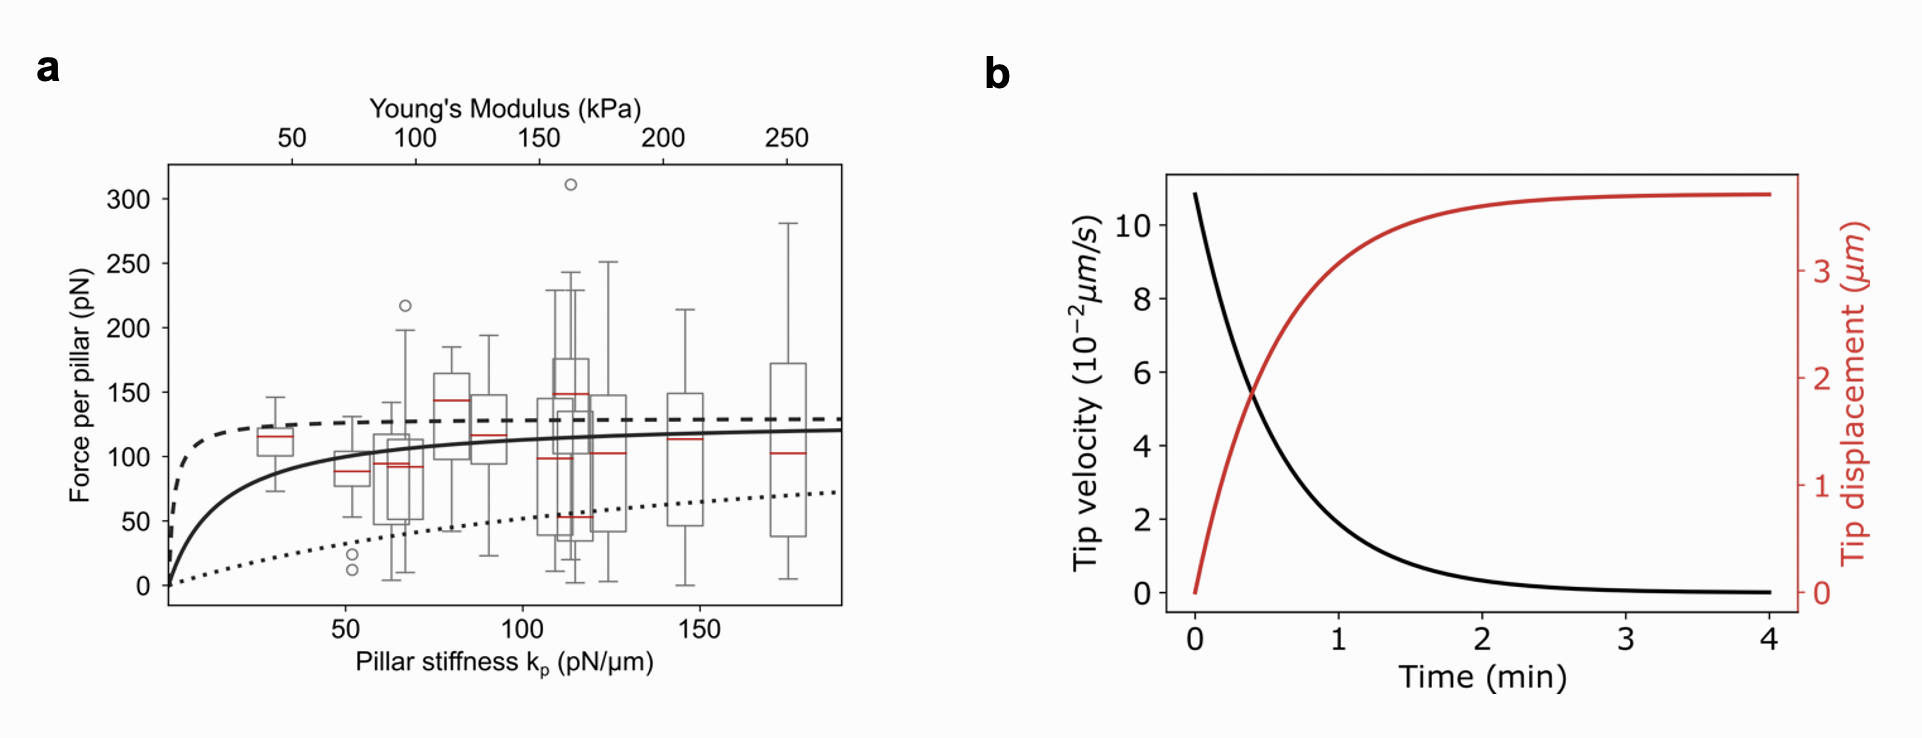 a
Young's Modulus (kPa)
50 100 150 200 250
300
250
200
150
100
50
0
Force per pillar (pN)
50 100 150
Pillar stiffness kₚ (pN/μm)
b
Tip velocity (10⁻²μm/s)
10
8
6
4
2
0
3
2
1
0
Tip displacement (μm)
0 1 2 3 4
Time (min)